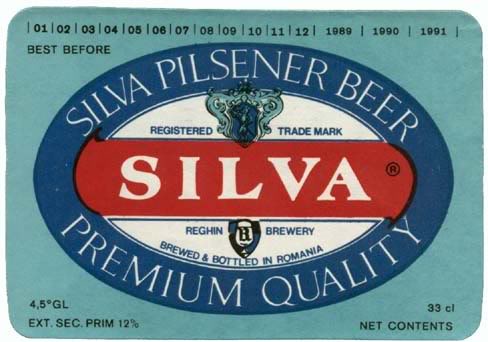 | 01 | 02 | 03 | 04 | 05 | 06 | 07 | 08 | 09 | 10 | 11 | 12 | 1989 | 1990 | 1991 |
BEST BEFORE
SILVA PILSENER BEER
REGISTERED TRADE MARK
SILVA ®
REGHIN BREWERY
BREWED & BOTTLED IN ROMANIA
PREMIUM QUALITY
4,5°GL
33 cl
EXT. SEC. PRIM 12%
NET CONTENTS